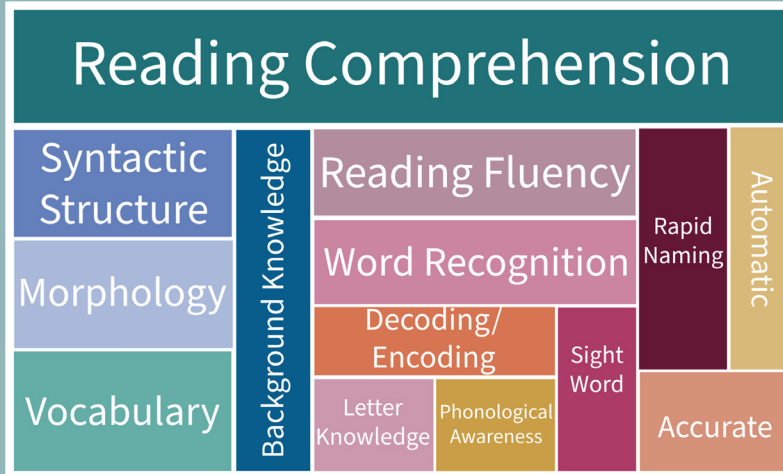 Reading Comprehension
Syntactic
Structure
Morphology
Vocabulary
Background Knowledge
Reading Fluency
Word Recognition
Decoding/
Encoding
Letter
Knowledge
Phonological
Awareness
Sight
Word
Rapid
Naming
Automatic
Accurate